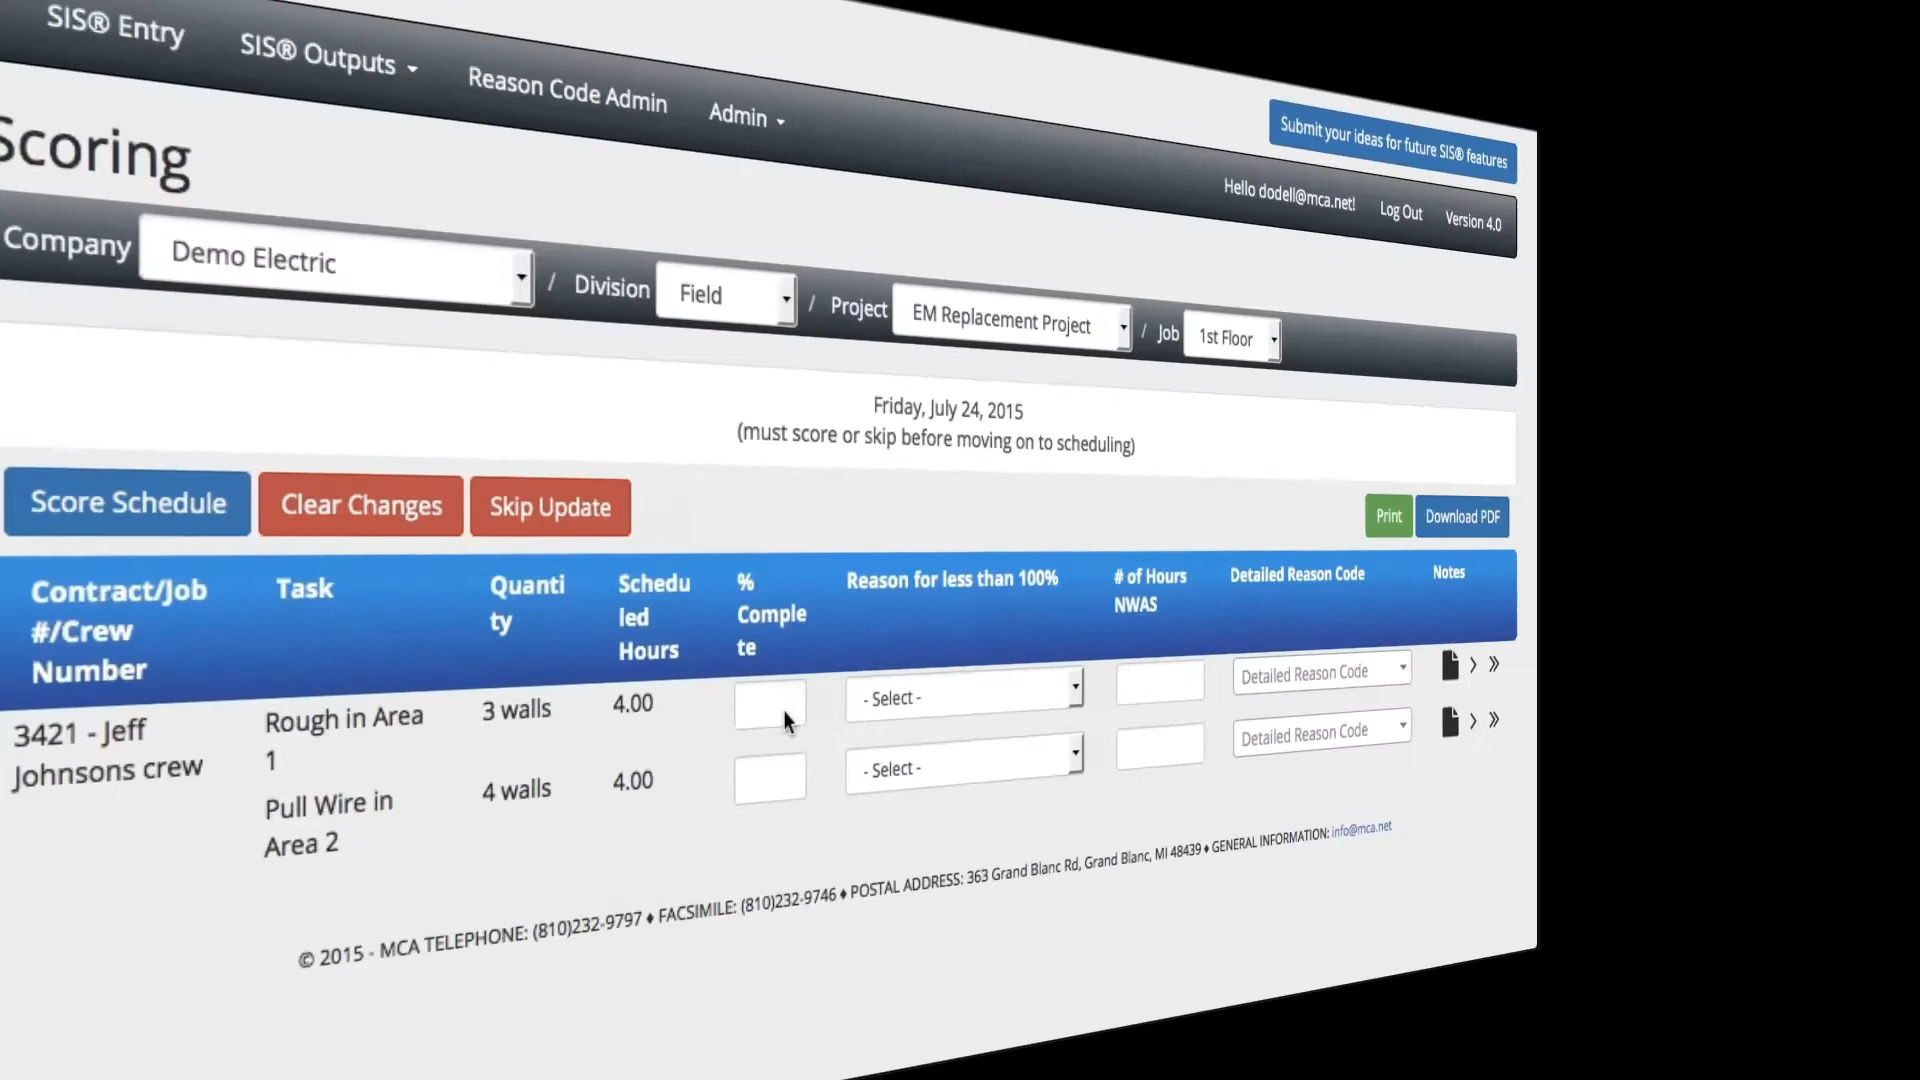 SIS® Entry
SIS® Outputs
Reason Code Admin
Admin
Submit your ideas for future SIS® features
Hello dodell@mca.net!
Log Out
Version 4.0
Scoring
Company
Demo Electric
/
Division
Field
/
Project
EM Replacement Project
/
Job
1st Floor
Friday, July 24, 2015
(must score or skip before moving on to scheduling)
Score Schedule
Clear Changes
Skip Update
Print
Download PDF
Contract/Job
#/Crew
Number
Task
Quanti
ty
Schedu
led
Hours
%
Comple
te
Reason for less than 100%
# of Hours
NWAS
Detailed Reason Code
Notes
3421 - Jeff
Johnsons crew
Rough in Area
1
3 walls
4.00
- Select -
Detailed Reason Code
Pull Wire in
Area 2
4 walls
4.00
- Select -
Detailed Reason Code
© 2015 - MCA TELEPHONE: (810)232-9797 ♦ FACSIMILE: (810)232-9746 ♦ POSTAL ADDRESS: 363 Grand Blanc Rd, Grand Blanc, MI 48439 ♦ GENERAL INFORMATION: info@mca.net